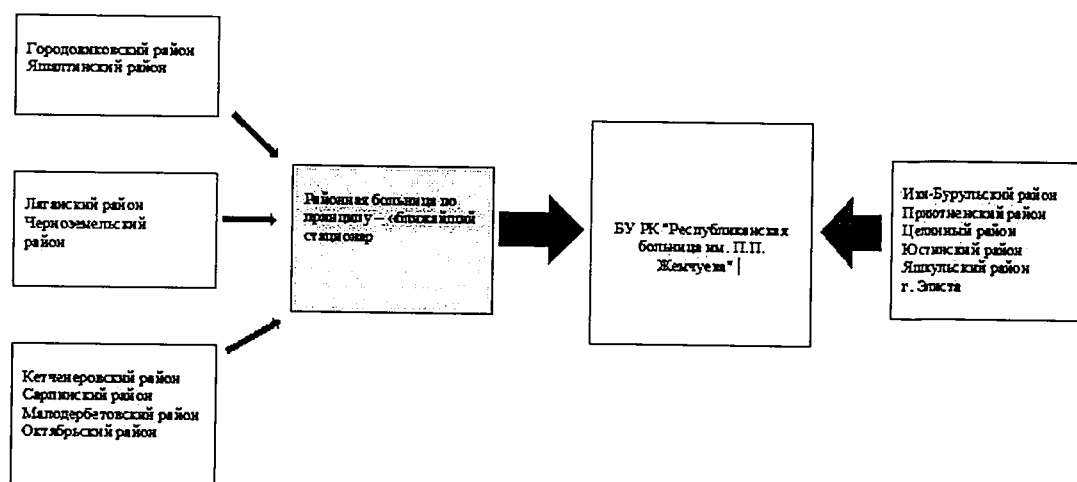 Городовиковский район
Яшалтинский район
Лаганский район
Черноземельский
район
Кетченеровский район
Сарпинский район
Малодербетовский район
Октябрьский район
Районная больница по
принципу – «ближайший
стационар
БУ РК "Республиканская
больница им. П.П.
Жемчуева"
Ики-Бурульский район
Приютненский район
Целинный район
Юстинский район
Яшкульский район
г. Элиста